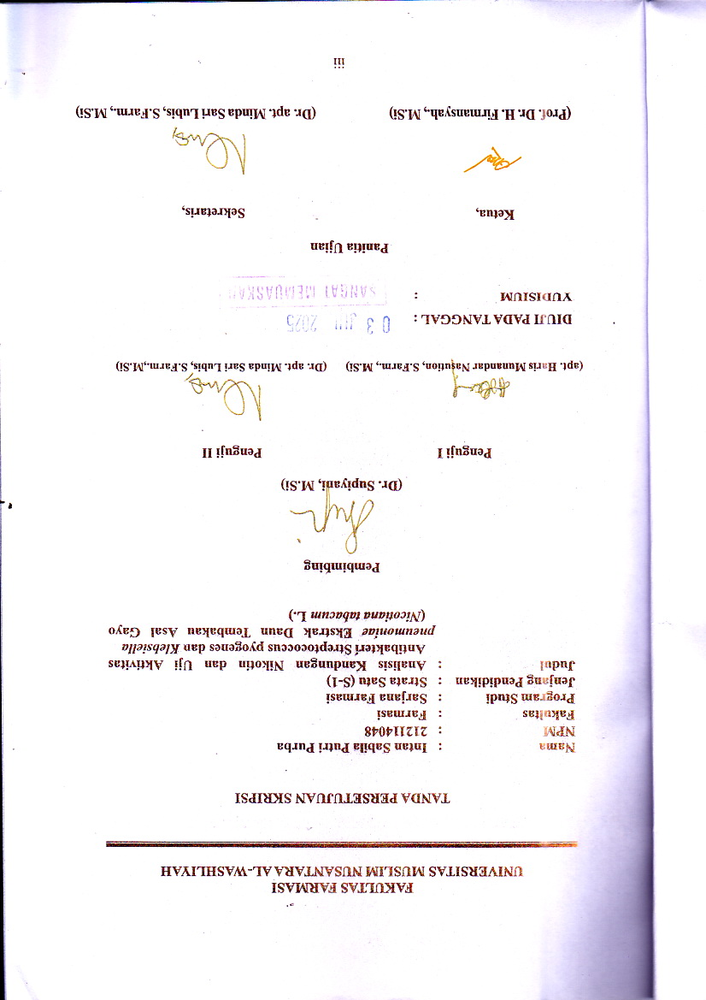 FAKULTAS FARMASI
UNIVERSITAS MUSLIM NUSANTARA AL-WASHLIYAH
TANDA PERSETUJUAN SKRIPSI
Nama : Intan Sabila Putri Purba
NPM : 212114048
Fakultas : Farmasi
Program Studi : Sarjana Farmasi
Jenjang Pendidikan : Strata Satu (S-1)
Judul : Analisis Kandungan Nikotin dan Uji Aktivitas
Antibakteri Streptococcus pyogenes dan Klebsiella
pneumoniae Ekstrak Daun Tembakau Asal Gayo
(Nicotiana tabacum L.)
Pembimbing
(Dr. Supiyani, M.Si)
Penguji I Penguji II
(apt. Haris Munandar Nasution, S.Farm., M.Si) (Dr. apt. Minda Sari Lubis, S.Farm.,M.Si)
DIUJI PADA TANGGAL : 03 JUL 2025
YUDISIUM : SANGAT MEMUASKAN
Panitia Ujian
Ketua, Sekretaris,
(Prof. Dr. H. Firmansyah., M.Si) (Dr. apt. Minda Sari Lubis, S.Farm., M.Si)
iii